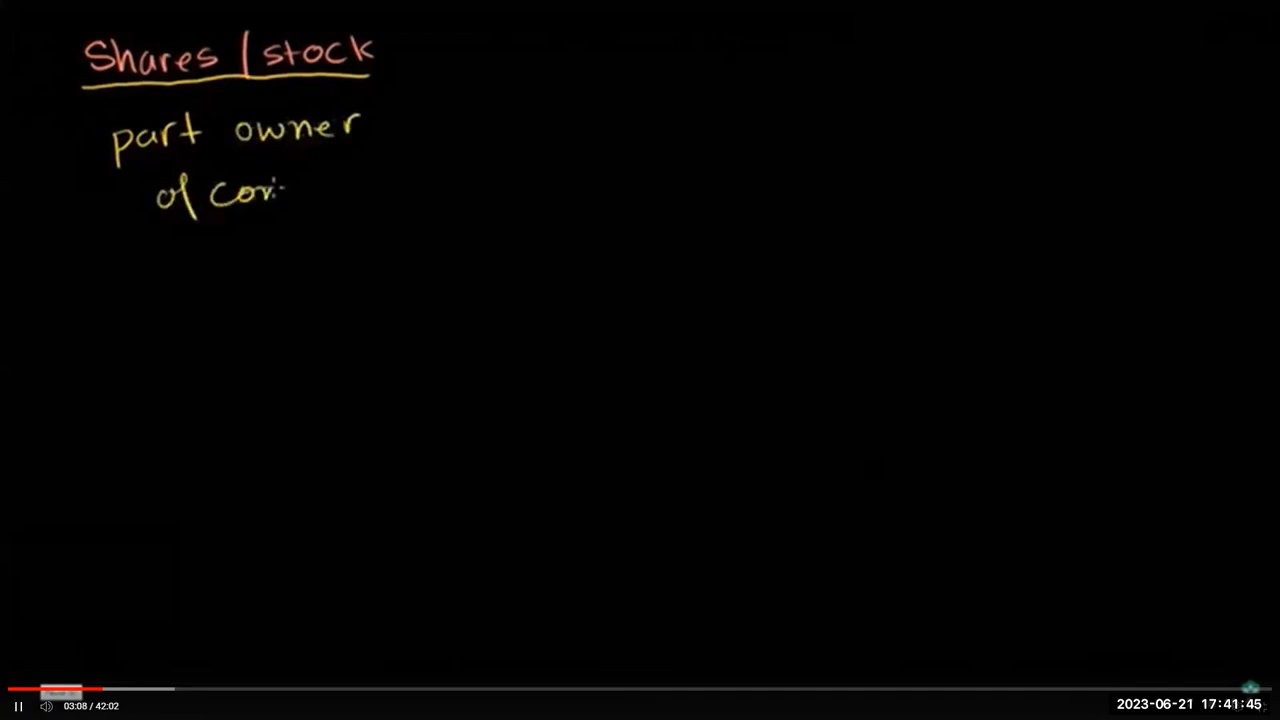 Shares | stock
part owner
of
03:08 / 42:02
2023-06-21 17:41:45